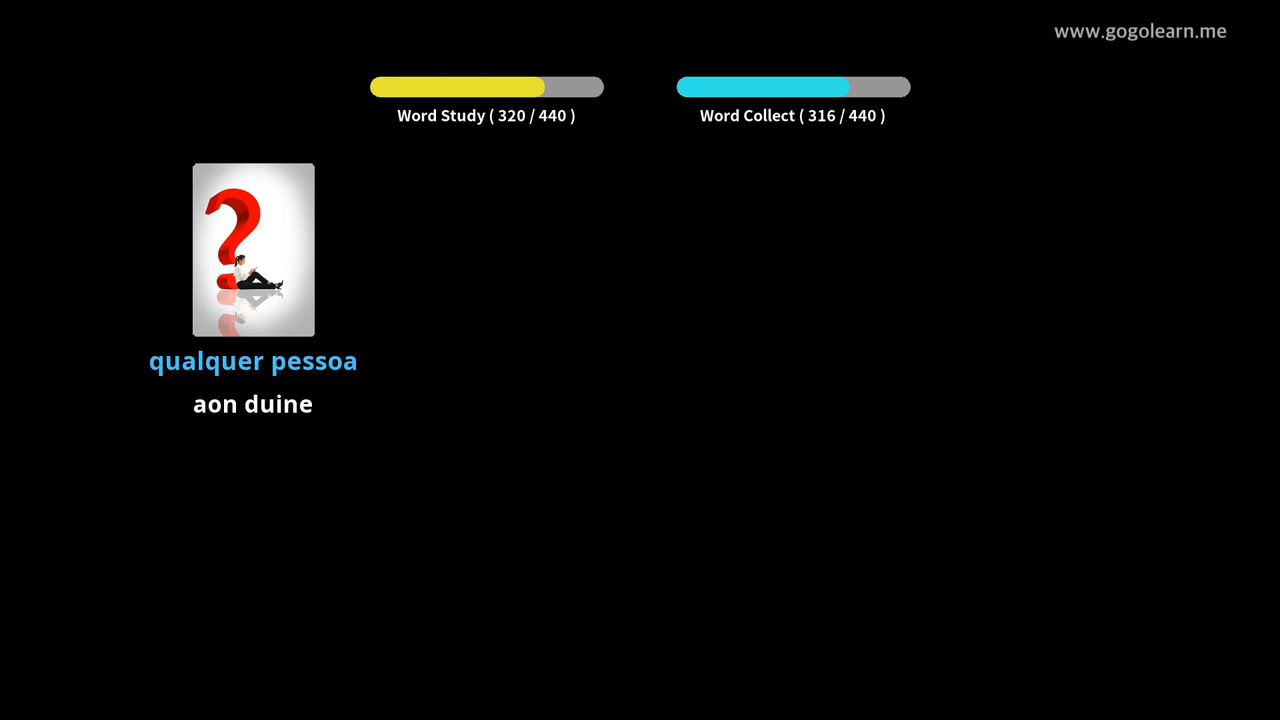 www.gogolearn.me
Word Study ( 320 / 440 )
Word Collect ( 316 / 440 )
qualquer pessoa
aon duine